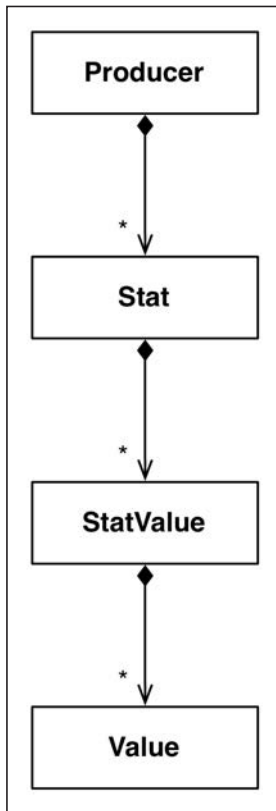 Producer
*
Stat
*
StatValue
*
Value